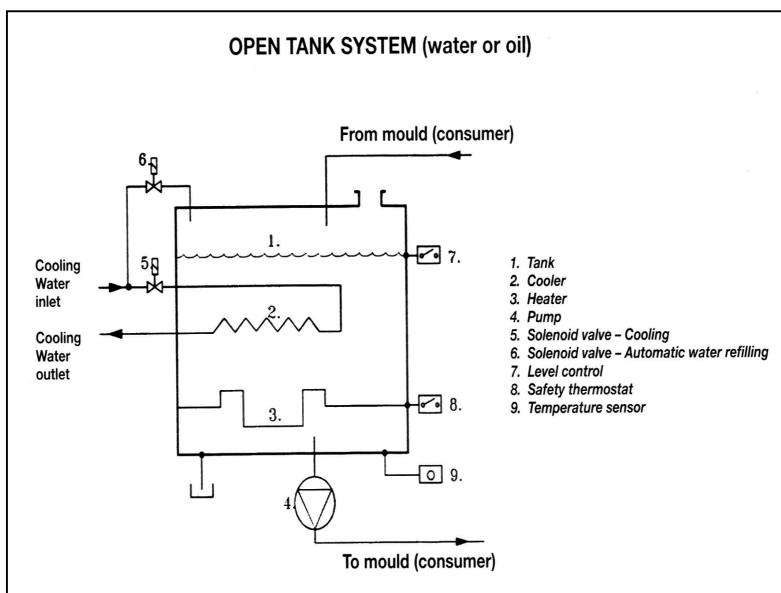 OPEN TANK SYSTEM (water or oil)
From mould (consumer)
6.
1.
7.
5.
Cooling
Water
inlet
2.
Cooling
Water
outlet
3.
8.
9.
4.
To mould (consumer)
1. Tank
2. Cooler
3. Heater
4. Pump
5. Solenoid valve – Cooling
6. Solenoid valve – Automatic water refilling
7. Level control
8. Safety thermostat
9. Temperature sensor